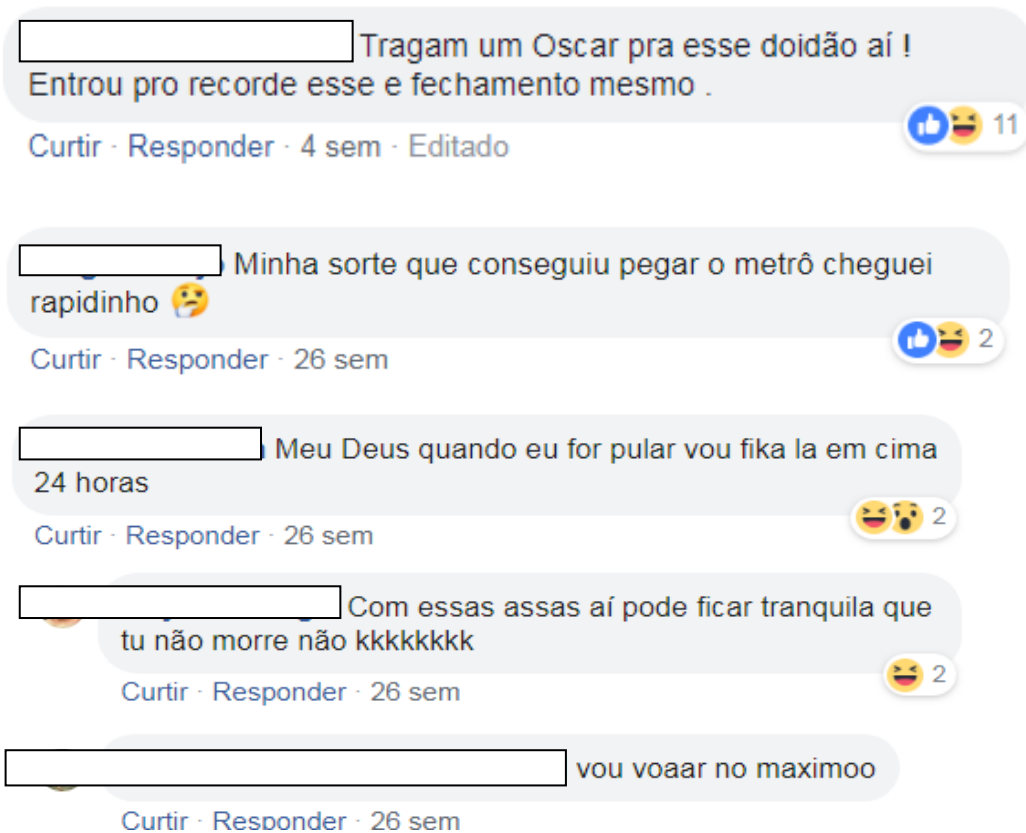 Tragam um Oscar pra esse doidão aí !
Entrou pro recorde esse e fechamento mesmo .
11
Curtir · Responder · 4 sem · Editado
Minha sorte que conseguiu pegar o metrô cheguei
rapidinho 🤔
2
Curtir · Responder · 26 sem
Meu Deus quando eu for pular vou fika la em cima
24 horas
2
Curtir · Responder · 26 sem
Com essas assas aí pode ficar tranquila que
tu não morre não kkkkkkkk
2
Curtir · Responder · 26 sem
vou voaar no maximoo
Curtir · Responder · 26 sem